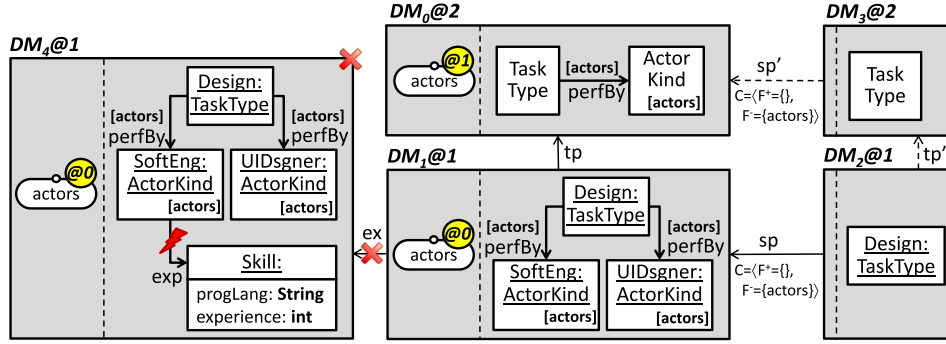 DM4@1
Design:
TaskType
[actors]
perfBy
[actors]
perfBy
@0
actors
SoftEng:
ActorKind
[actors]
UIDsgner:
ActorKind
[actors]
exp
Skill:
progLang: String
experience: int
ex
DM0@2
@1
actors
Task
Type
[actors]
perfBy
Actor
Kind
[actors]
sp’
C=⟨F+={},
F-={actors}⟩
DM3@2
Task
Type
tp
tp’
DM1@1
@0
actors
Design:
TaskType
[actors]
perfBy
[actors]
perfBy
SoftEng:
ActorKind
[actors]
UIDsgner:
ActorKind
[actors]
sp
C=⟨F+={},
F-={actors}⟩
DM2@1
Design:
TaskType